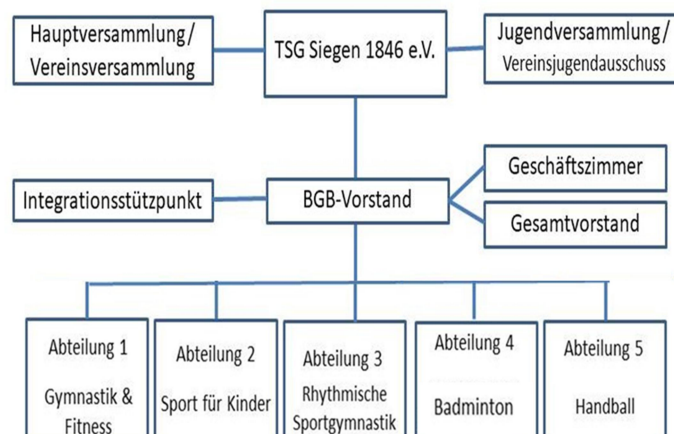 Hauptversammlung/
Vereinsversammlung
TSG Siegen 1846 e.V.
Jugendversammlung/
Vereinsjugendausschuss
Integrationsstützpunkt
BGB-Vorstand
Geschäftszimmer
Gesamtvorstand
Abteilung 1
Gymnastik &
Fitness
Abteilung 2
Sport für Kinder
Abteilung 3
Rhythmische
Sportgymnastik
Abteilung 4
Badminton
Abteilung 5
Handball